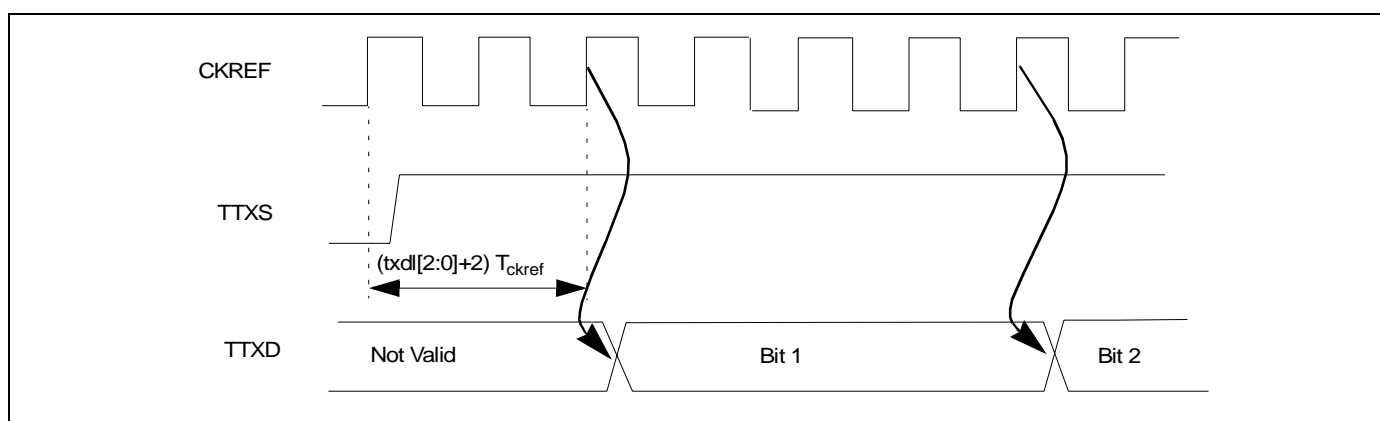 CKREF
TTXS
(txdl[2:0]+2) Tckref
TTXD
Not Valid
Bit 1
Bit 2